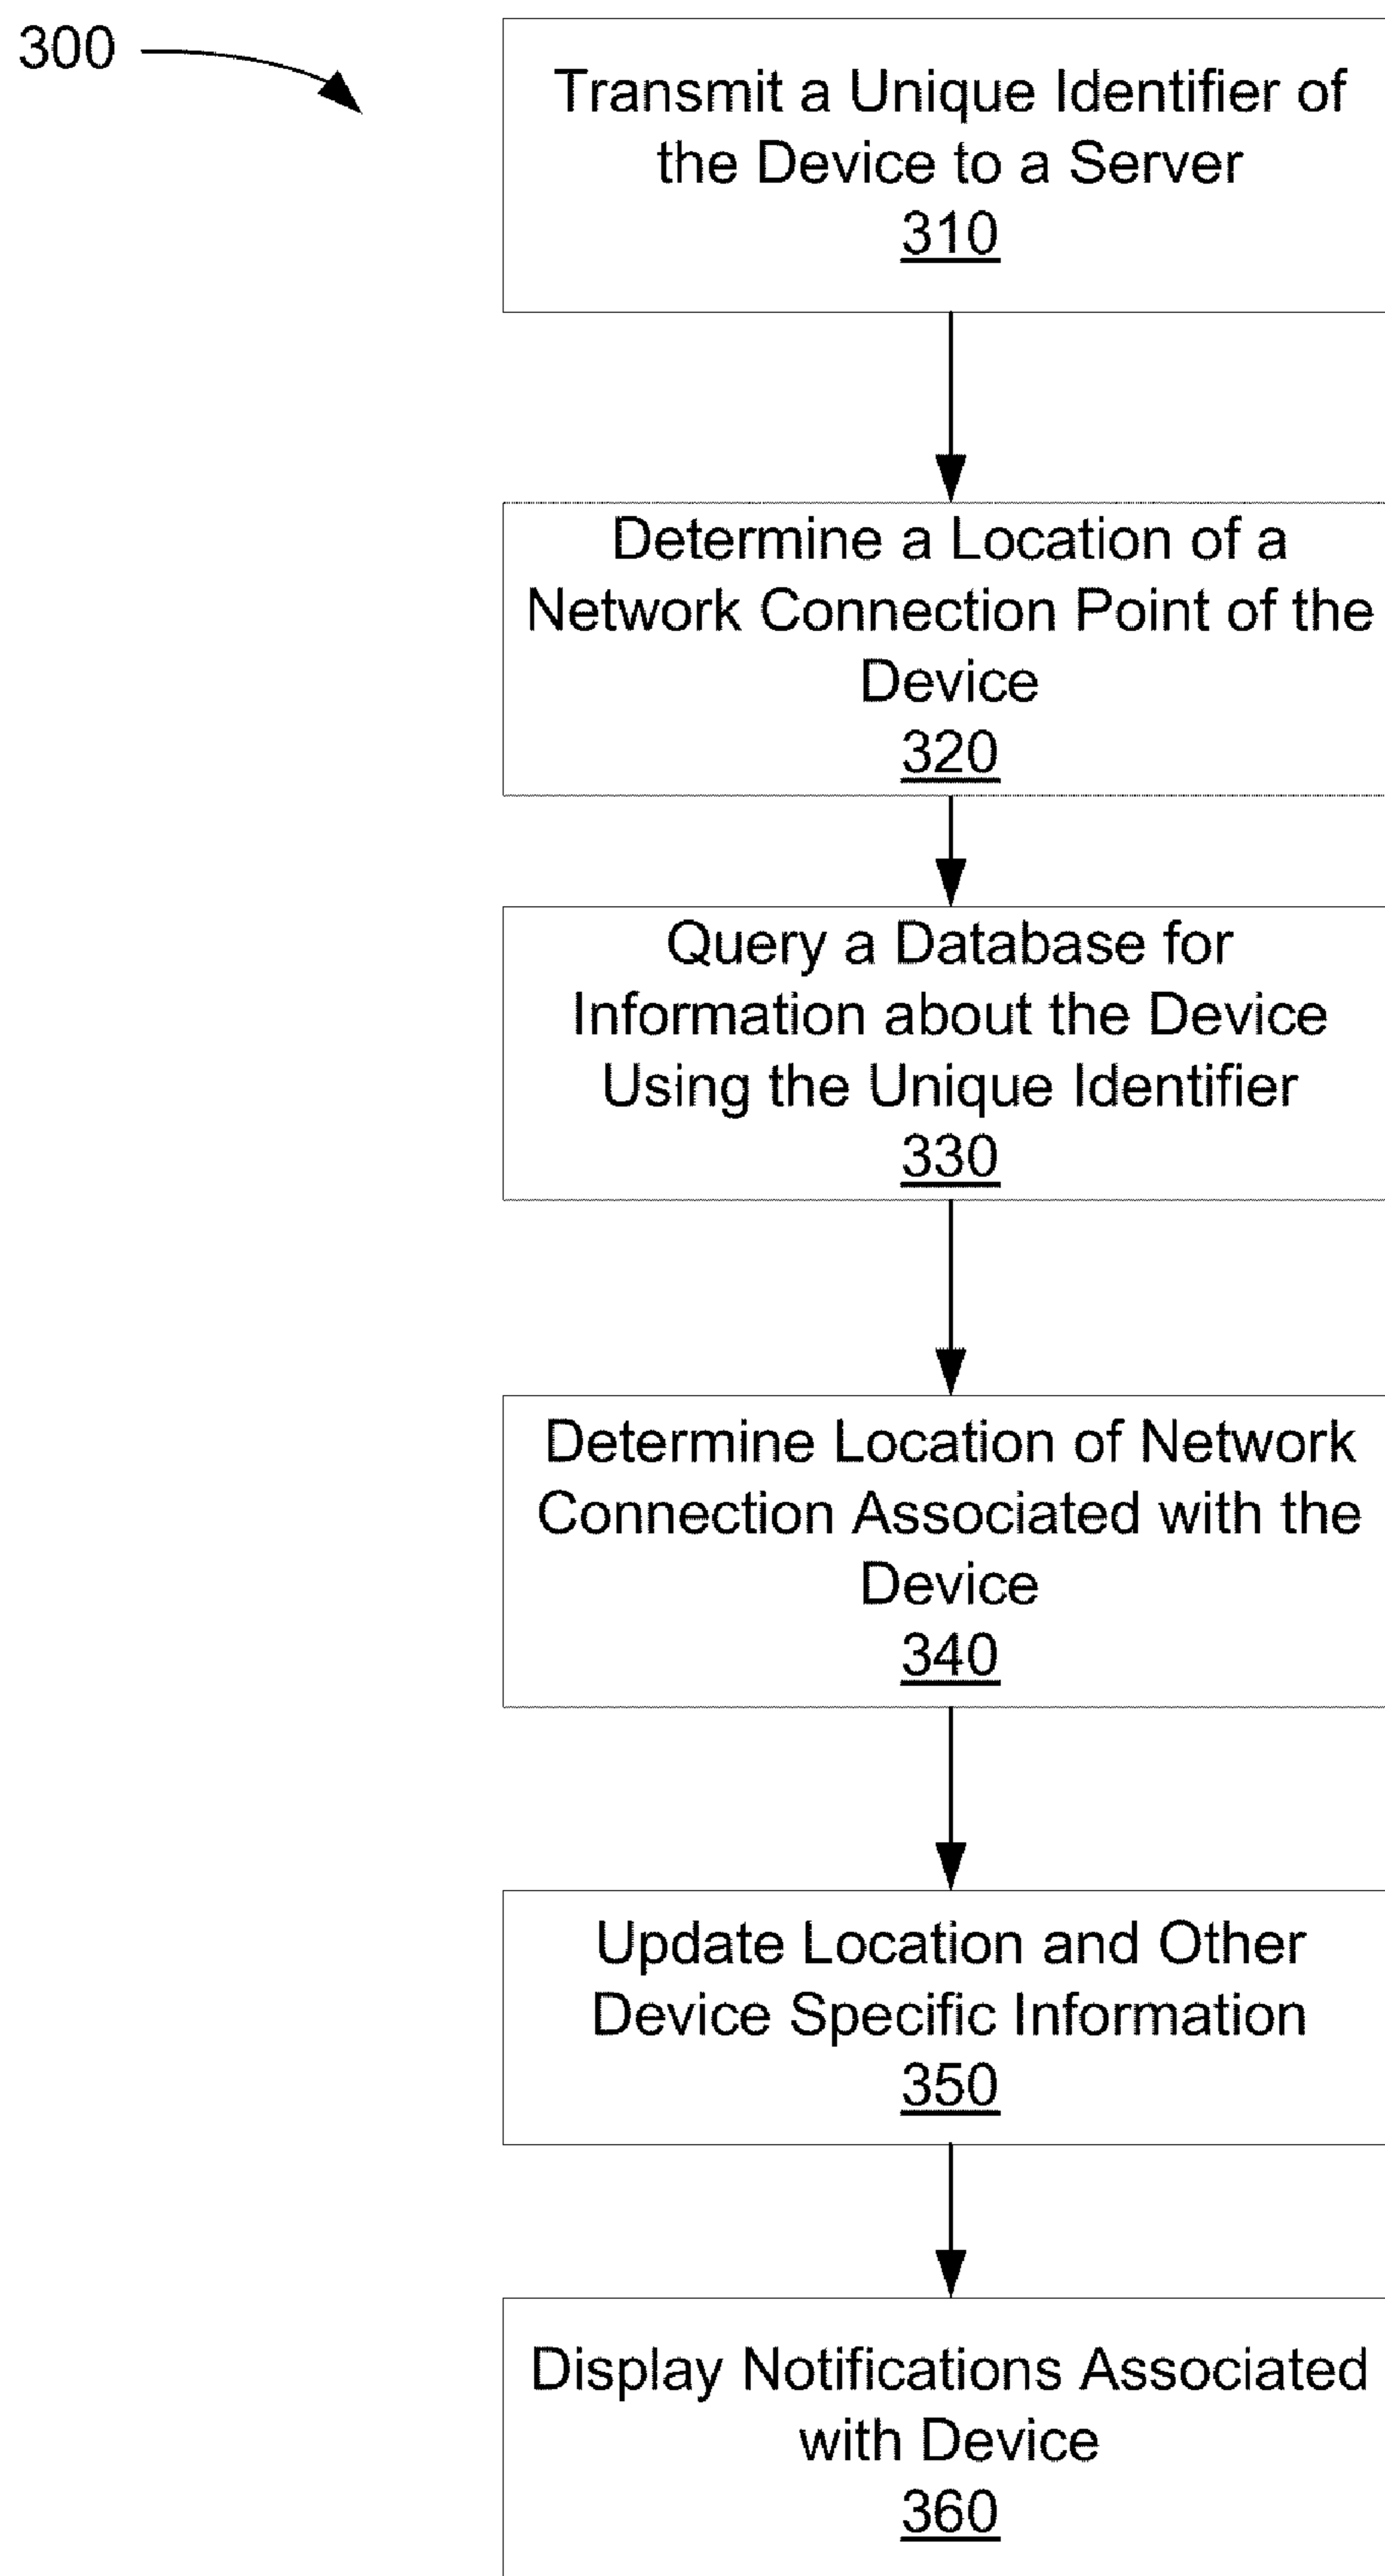 300
Transmit a Unique Identifier of
the Device to a Server
310
Determine a Location of a
Network Connection Point of the
Device
320
Query a Database for
Information about the Device
Using the Unique Identifier
330
Determine Location of Network
Connection Associated with the
Device
340
Update Location and Other
Device Specific Information
350
Display Notifications Associated
with Device
360